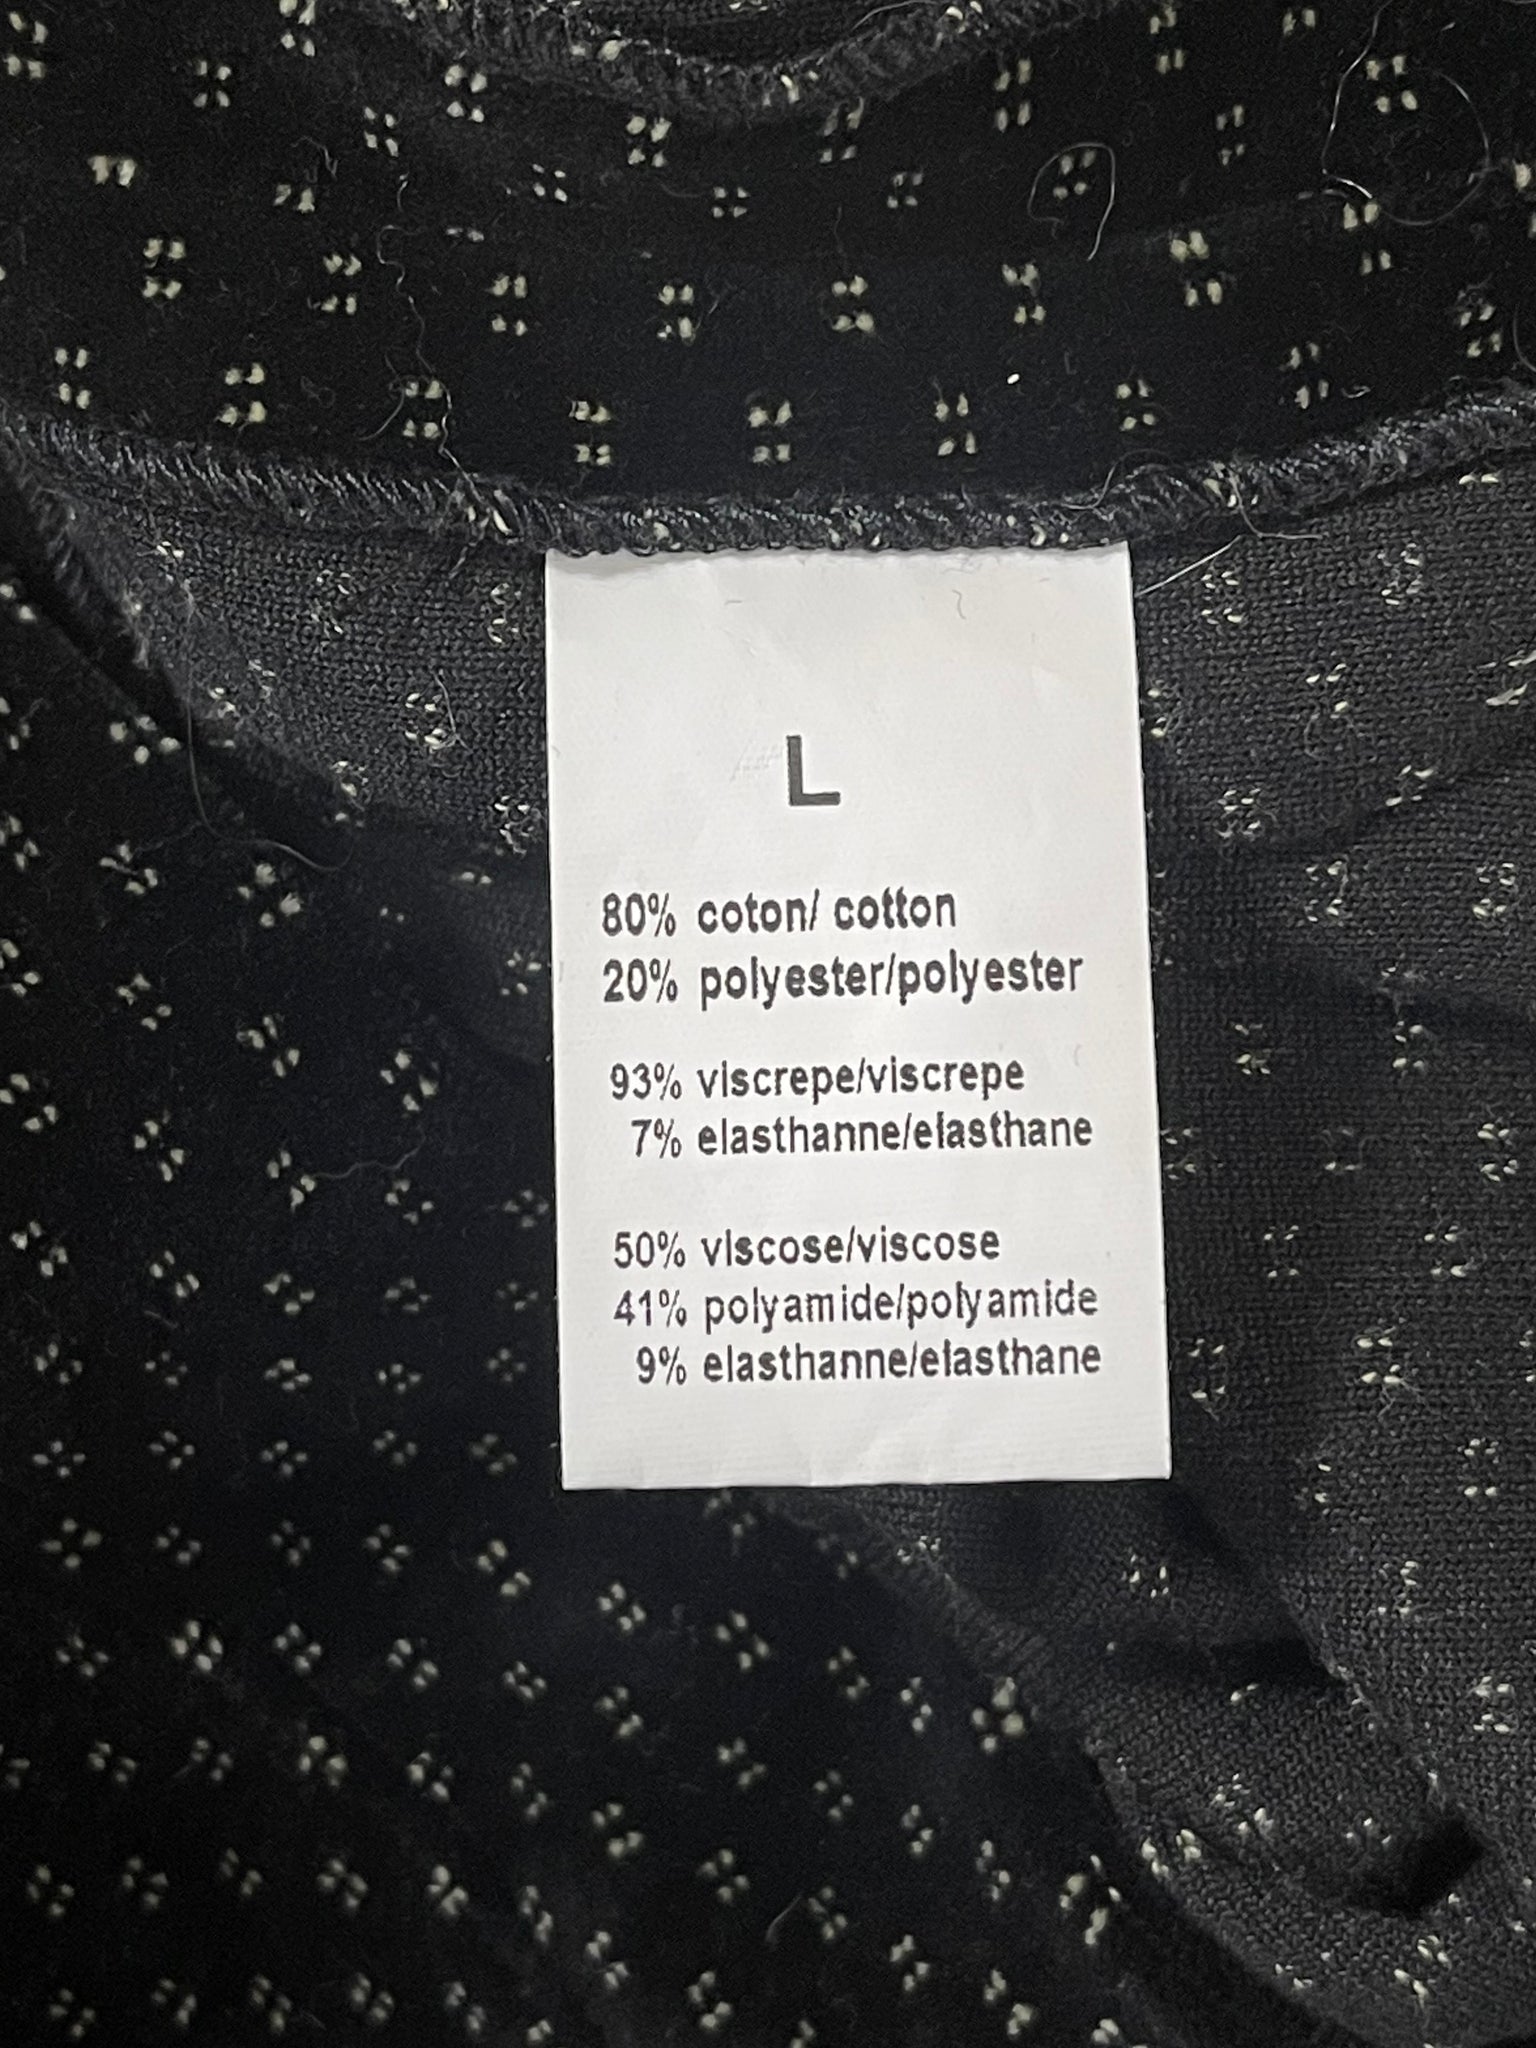 L
80% coton/ cotton
20% polyester/polyester
93% viscrepe/viscrepe
7% elasthanne/elasthane
50% viscose/viscose
41% polyamide/polyamide
9% elasthanne/elasthane